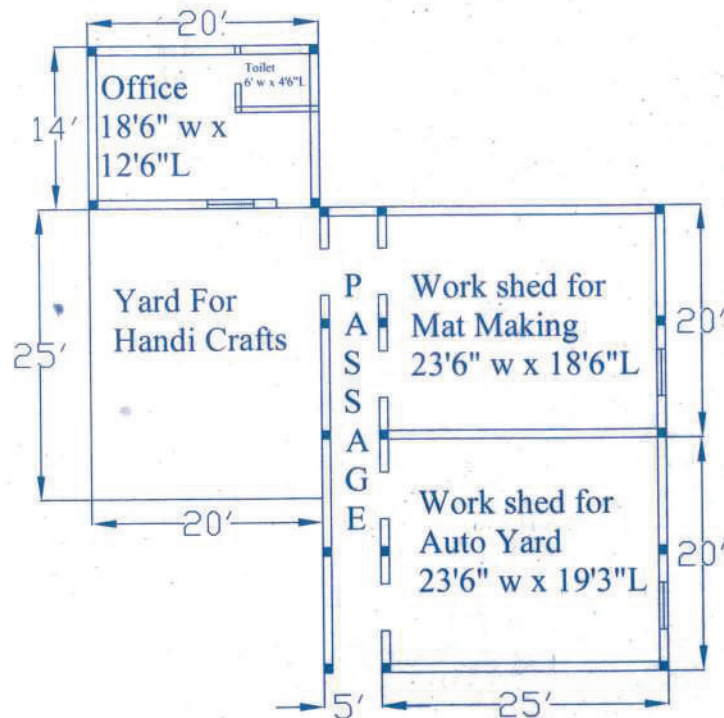 20'
Toilet
6' w x 4'6"L
Office
18'6" w x
12'6"L
14'
Yard For
Handi Crafts
25'
20'
PASSAGE
Work shed for
Mat Making
23'6" w x 18'6"L
20'
Work shed for
Auto Yard
23'6" w x 19'3"L
20'
5'
25'